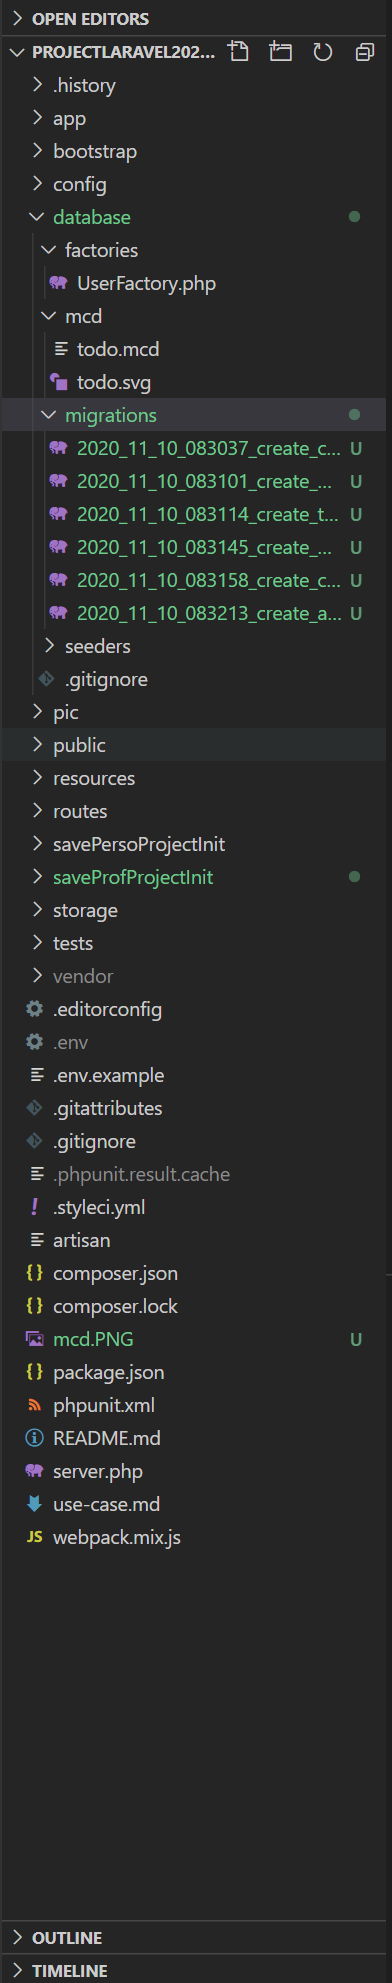 OPEN EDITORS
PROJECTLARAVEL202...
.history
app
bootstrap
config
database
factories
UserFactory.php
mcd
todo.mcd
todo.svg
migrations
2020_11_10_083037_create_c... U
2020_11_10_083101_create_... U
2020_11_10_083114_create_t... U
2020_11_10_083145_create_... U
2020_11_10_083158_create_c... U
2020_11_10_083213_create_a... U
seeders
.gitignore
pic
public
resources
routes
savePersoProjectInit
saveProfProjectInit
storage
tests
vendor
.editorconfig
.env
.env.example
.gitattributes
.gitignore
.phpunit.result.cache
! .styleci.yml
artisan
{} composer.json
{} composer.lock
mcd.PNG U
{} package.json
phpunit.xml
README.md
server.php
use-case.md
JS webpack.mix.js
OUTLINE
TIMELINE